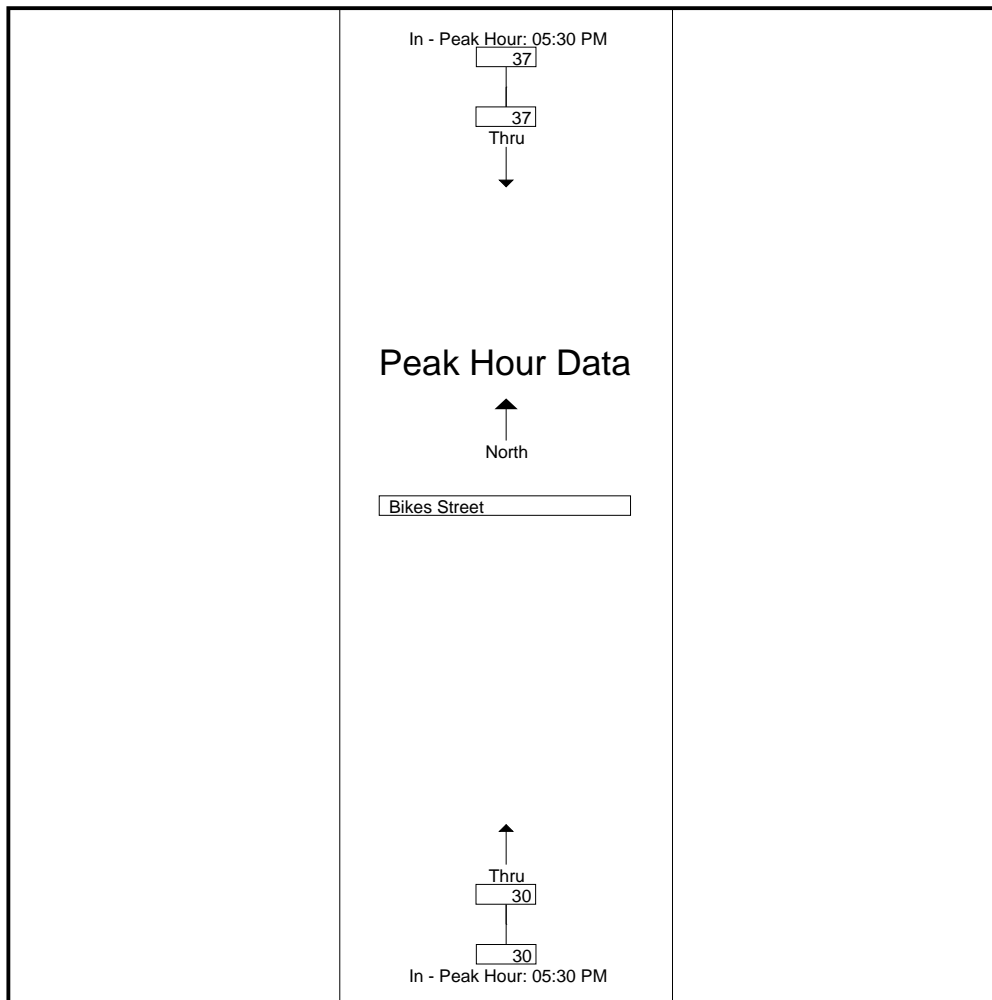 In - Peak Hour: 05:30 PM
37
37
Thru
Peak Hour Data
North
Bikes Street
Thru
30
30
In - Peak Hour: 05:30 PM